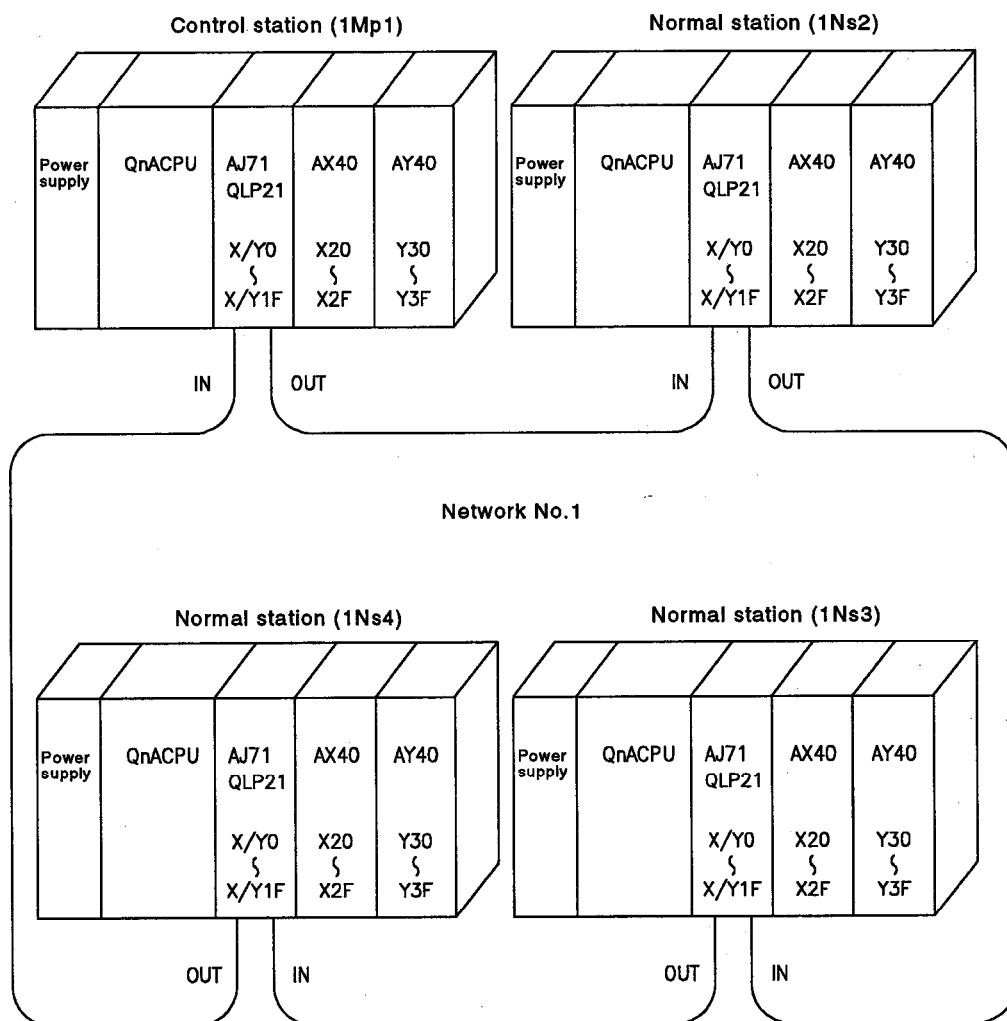 Control station (1Mp1)
Normal station (1Ns2)
Power
supply
QnACPU
AJ71
QLP21
X/Y0
X/Y1F
AX40
X20
X2F
AY40
Y30
Y3F
Power
supply
QnACPU
AJ71
QLP21
X/Y0
X/Y1F
AX40
X20
X2F
AY40
Y30
Y3F
IN
OUT
IN
OUT
Network No.1
Normal station (1Ns4)
Normal station (1Ns3)
Power
supply
QnACPU
AJ71
QLP21
X/Y0
X/Y1F
AX40
X20
X2F
AY40
Y30
Y3F
Power
supply
QnACPU
AJ71
QLP21
X/Y0
X/Y1F
AX40
X20
X2F
AY40
Y30
Y3F
OUT
IN
OUT
IN